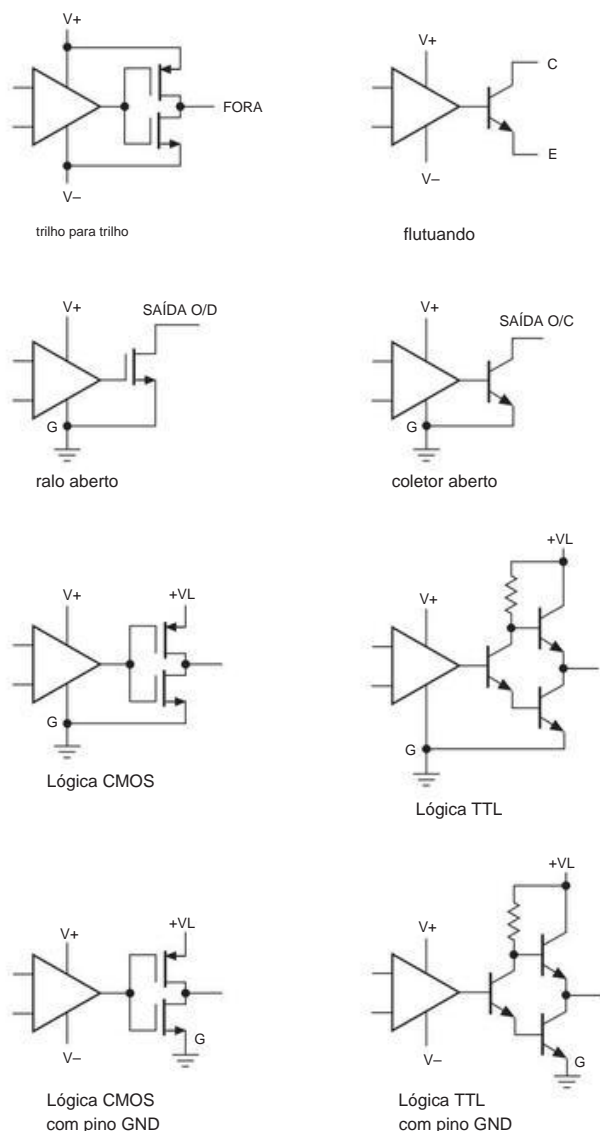 V+
FORA
V–
trilho para trilho
V+
C
E
V–
flutuando
V+
SAÍDA O/D
G
ralo aberto
V+
SAÍDA O/C
G
coletor aberto
+VL
V+
G
Lógica CMOS
+VL
V+
G
Lógica TTL
+VL
V+
G
V–
Lógica CMOS
com pino GND
+VL
V+
V–
G
Lógica TTL
com pino GND